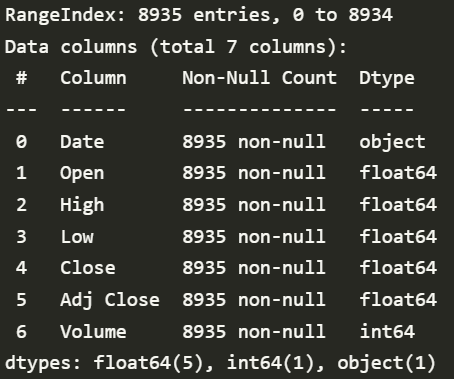 RangeIndex: 8935 entries, 0 to 8934
Data columns (total 7 columns):
 #   Column     Non-Null Count  Dtype
---  ------     --------------  -----
 0   Date       8935 non-null   object
 1   Open       8935 non-null   float64
 2   High       8935 non-null   float64
 3   Low        8935 non-null   float64
 4   Close      8935 non-null   float64
 5   Adj Close  8935 non-null   float64
 6   Volume     8935 non-null   int64
dtypes: float64(5), int64(1), object(1)